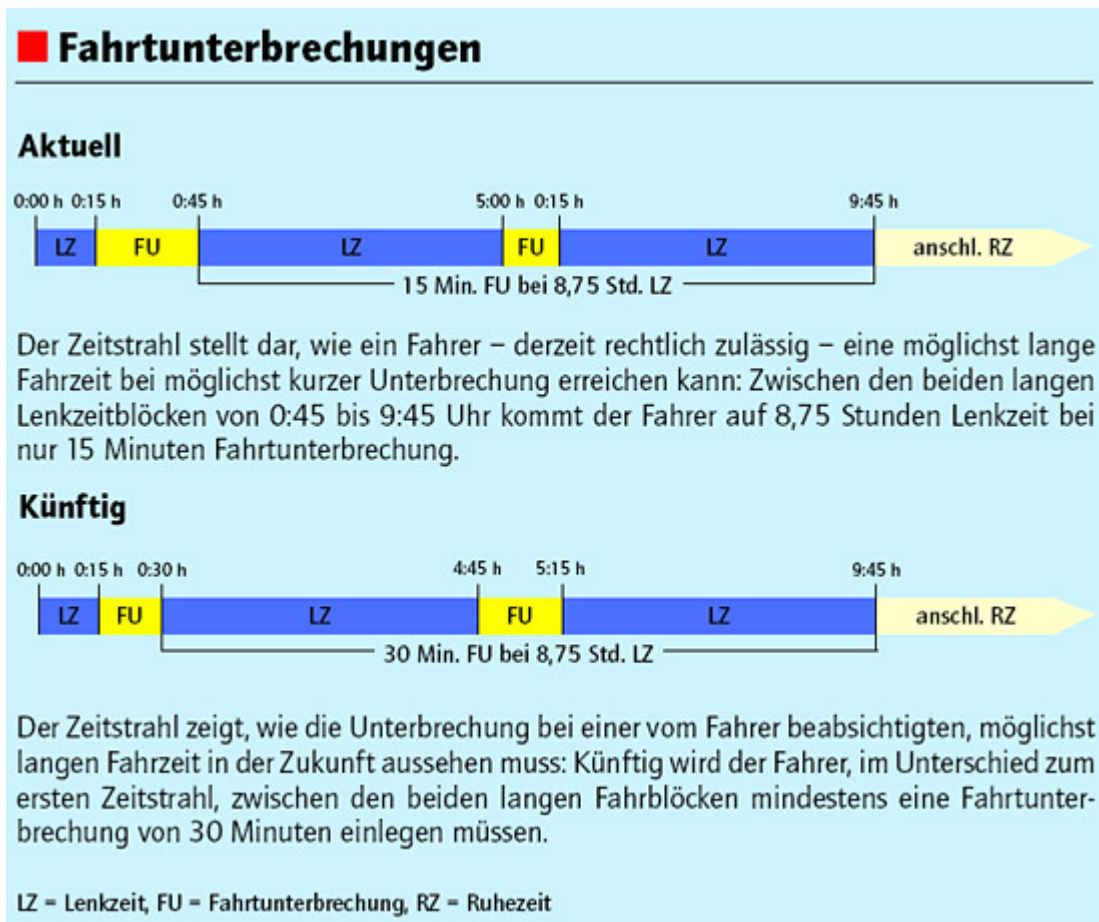 Fahrtunterbrechungen
Aktuell
0:00 h 0:15 h 0:45 h 5:00 h 0:15 h 9:45 h
LZ FU LZ FU LZ anschl. RZ
15 Min. FU bei 8,75 Std. LZ
Der Zeitstrahl stellt dar, wie ein Fahrer – derzeit rechtlich zulässig – eine möglichst lange
Fahrzeit bei möglichst kurzer Unterbrechung erreichen kann: Zwischen den beiden langen
Lenkzeitblöcken von 0:45 bis 9:45 Uhr kommt der Fahrer auf 8,75 Stunden Lenkzeit bei
nur 15 Minuten Fahrtunterbrechung.
Künftig
0:00 h 0:15 h 0:30 h 4:45 h 5:15 h 9:45 h
LZ FU LZ FU LZ anschl. RZ
30 Min. FU bei 8,75 Std. LZ
Der Zeitstrahl zeigt, wie die Unterbrechung bei einer vom Fahrer beabsichtigten, möglichst
langen Fahrzeit in der Zukunft aussehen muss: Künftig wird der Fahrer, im Unterschied zum
ersten Zeitstrahl, zwischen den beiden langen Fahrblöcken mindestens eine Fahrtunter-
brechung von 30 Minuten einlegen müssen.
LZ = Lenkzeit, FU = Fahrtunterbrechung, RZ = Ruhezeit